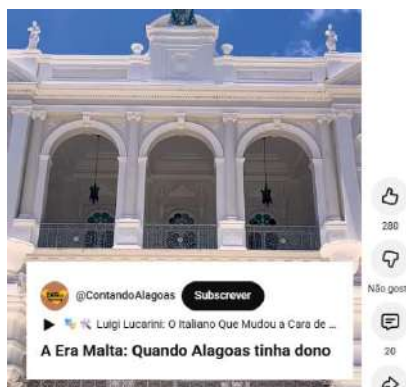 @ContandoAlagoas
Subscrever
Luigi Lucarini: O Italiano Que Mudou a Cara de ...
A Era Malta: Quando Alagoas tinha dono
280
Não gost
20